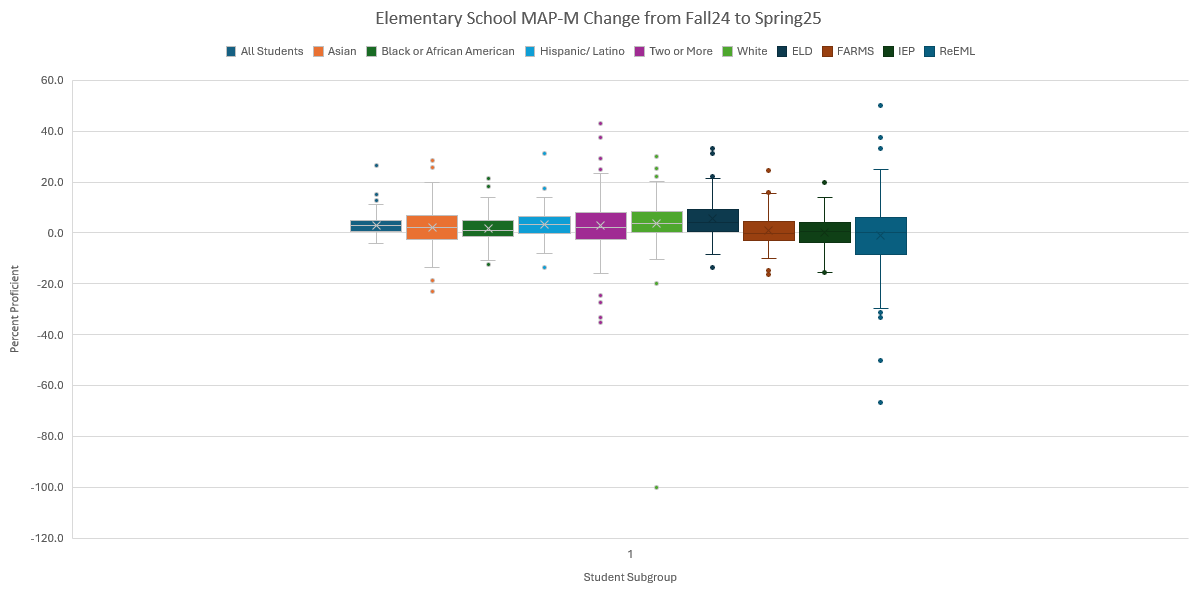 Elementary School MAP-M Change from Fall24 to Spring25
All Students Asian Black or African American Hispanic/ Latino Two or More White ELD FARMS IEP ReEML
60.0
40.0
20.0
0.0
-20.0
-40.0
-60.0
-80.0
-100.0
-120.0
Percent Proficient
1
Student Subgroup